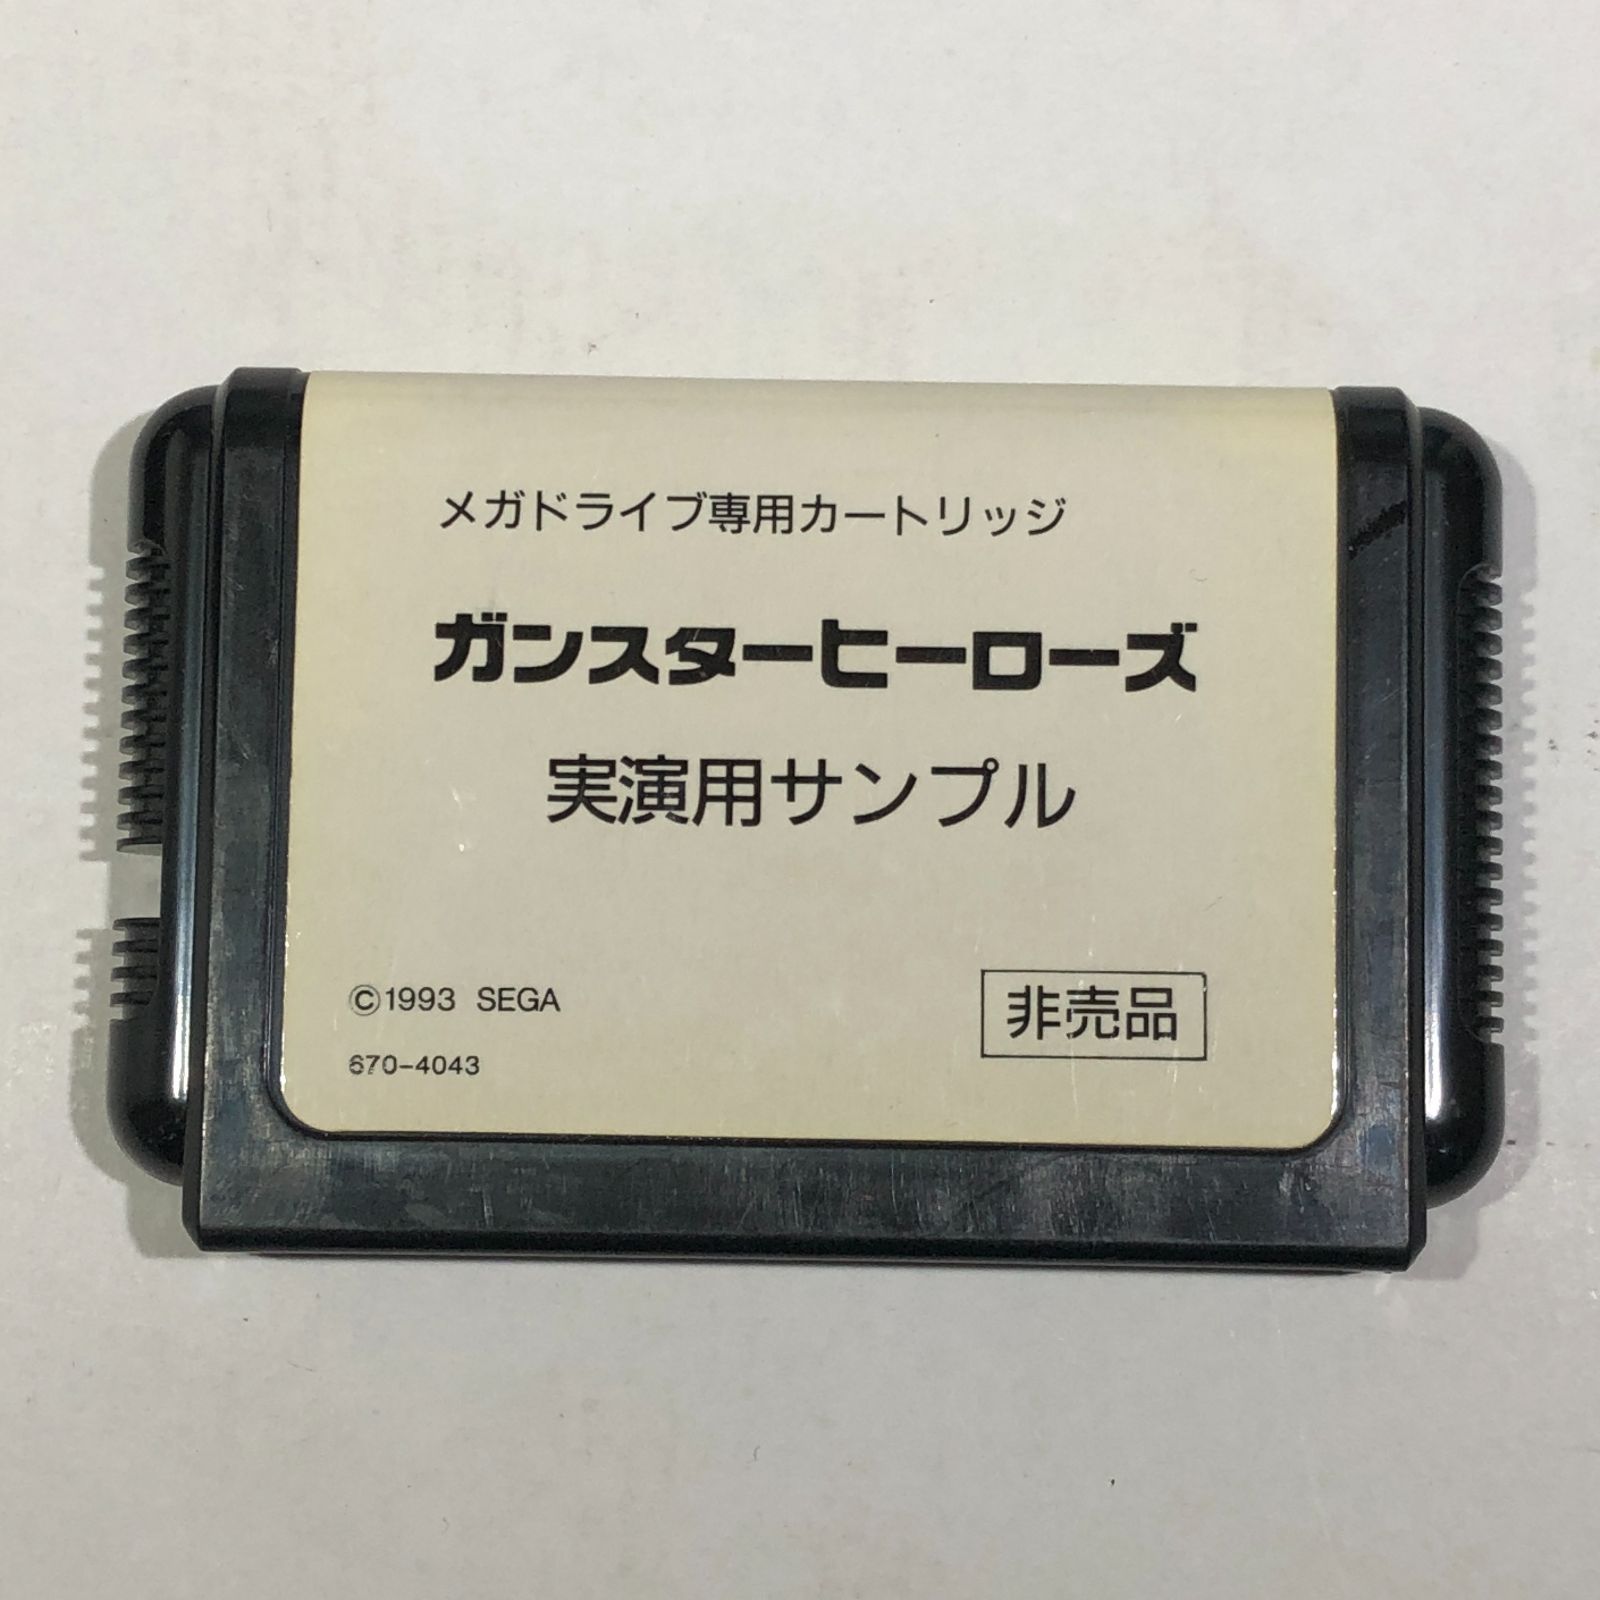 メガドライブ専用カートリッジ
ガンスターヒーローズ
実演用サンプル
©1993 SEGA
非売品
670-4043